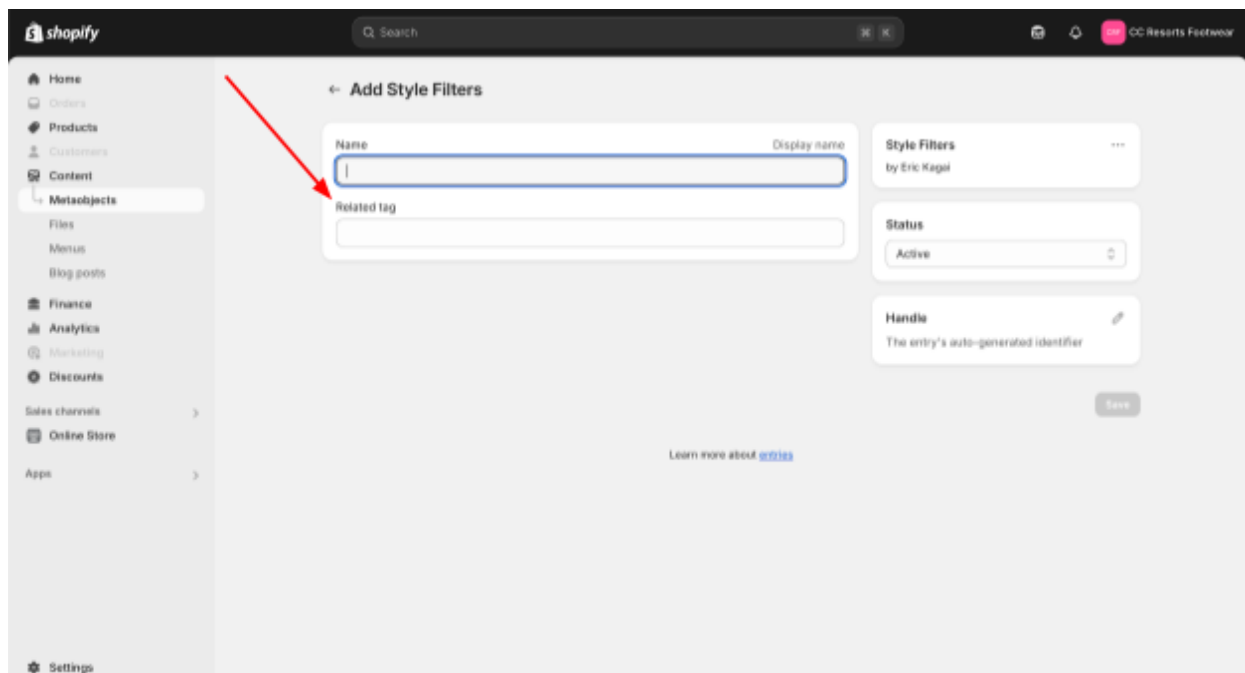 shopify
Search
⌘ K
CC Resorts Footwear
Home
Orders
Products
Customers
Content
Metaobjects
Files
Menus
Blog posts
Finance
Analytics
Marketing
Discounts
Sales channels
Online Store
Apps
Settings
← Add Style Filters
Name Display name
Related tag
Style Filters
by Eric Kagai
Status
Active
Handle
The entry's auto-generated identifier
Save
Learn more about entries